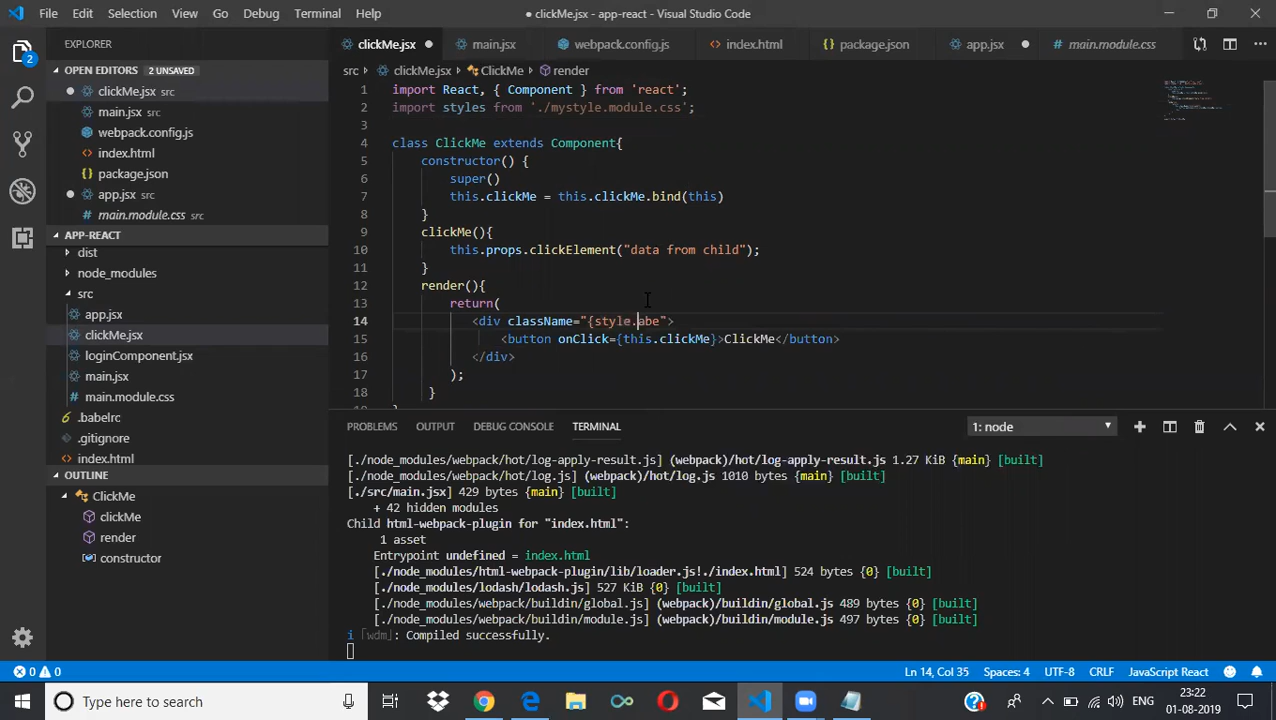 File Edit Selection View Go Debug Terminal Help
● clickMe.jsx - app-react - Visual Studio Code
EXPLORER
OPEN EDITORS 2 UNSAVED
clickMe.jsx src
main.jsx src
webpack.config.js
index.html
package.json
app.jsx src
main.module.css src
APP-REACT
dist
node_modules
src
app.jsx
clickMe.jsx
loginComponent.jsx
main.jsx
main.module.css
.babelrc
.gitignore
index.html
OUTLINE
ClickMe
clickMe
render
constructor
2
clickMe.jsx main.jsx webpack.config.js index.html package.json app.jsx main.module.css
src clickMe.jsx ClickMe render
1 import React, { Component } from 'react';
2 import styles from './mystyle.module.css';
3
4 class ClickMe extends Component{
5 constructor() {
6 super()
7 this.clickMe = this.clickMe.bind(this)
8 }
9 clickMe(){
10 this.props.clickElement("data from child");
11 }
12 render(){
13 return(
14 <div className="{style.abe">
15 <button onClick={this.clickMe}>ClickMe</button>
16 </div>
17 );
18 }
PROBLEMS OUTPUT DEBUG CONSOLE TERMINAL
1: node
[./node_modules/webpack/hot/log-apply-result.js] (webpack)/hot/log-apply-result.js 1.27 KiB {main} [built]
[./node_modules/webpack/hot/log.js] (webpack)/hot/log.js 1010 bytes {main} [built]
[./src/main.jsx] 429 bytes {main} [built]
+ 42 hidden modules
Child html-webpack-plugin for "index.html":
1 asset
Entrypoint undefined = index.html
[./node_modules/html-webpack-plugin/lib/loader.js!./index.html] 524 bytes {0} [built]
[./node_modules/lodash/lodash.js] 527 KiB {0} [built]
[./node_modules/webpack/buildin/global.js] (webpack)/buildin/global.js 489 bytes {0} [built]
[./node_modules/webpack/buildin/module.js] (webpack)/buildin/module.js 497 bytes {0} [built]
i ｢wdm｣: Compiled successfully.
0 0
Ln 14, Col 35 Spaces: 4 UTF-8 CRLF JavaScript React
Type here to search
ENG
23:22
01-08-2019